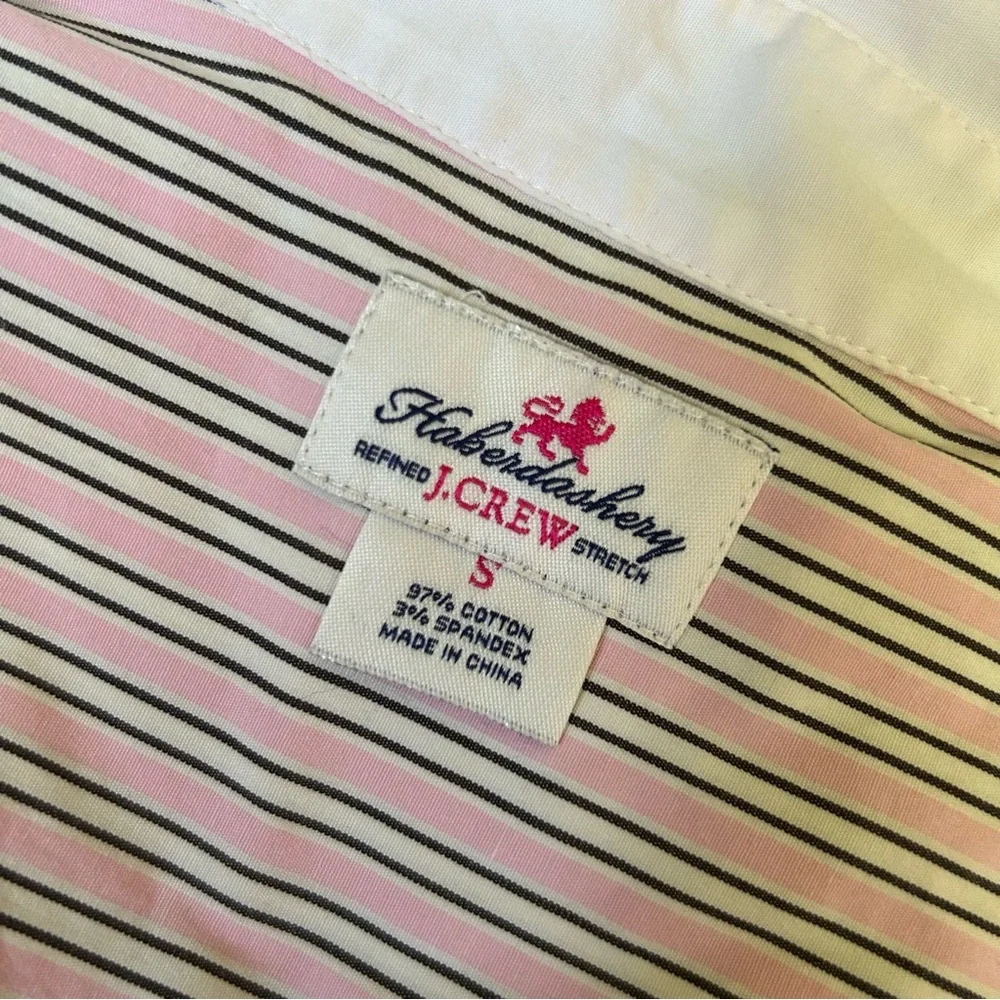 Haberdashery
REFINED J.CREW STRETCH
S
97% COTTON
3% SPANDEX
MADE IN CHINA